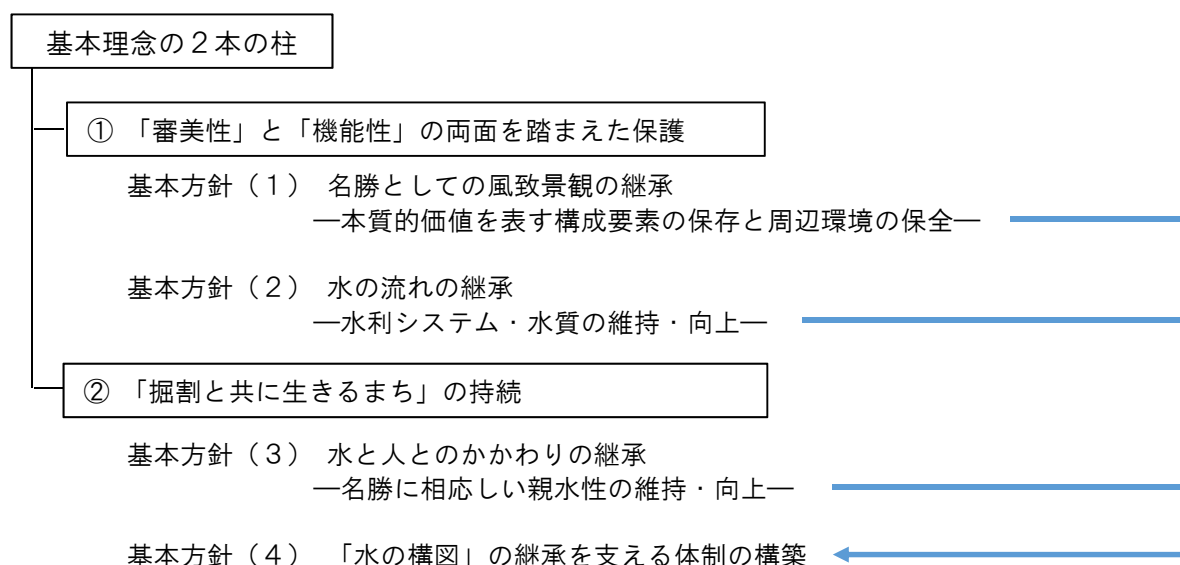 基本理念の２本の柱
① 「審美性」と「機能性」の両面を踏まえた保護
基本方針（１） 名勝としての風致景観の継承
―本質的価値を表す構成要素の保存と周辺環境の保全―
基本方針（２） 水の流れの継承
―水利システム・水質の維持・向上―
② 「掘割と共に生きるまち」の持続
基本方針（３） 水と人とのかかわりの継承
―名勝に相応しい親水性の維持・向上―
基本方針（４） 「水の構図」の継承を支える体制の構築